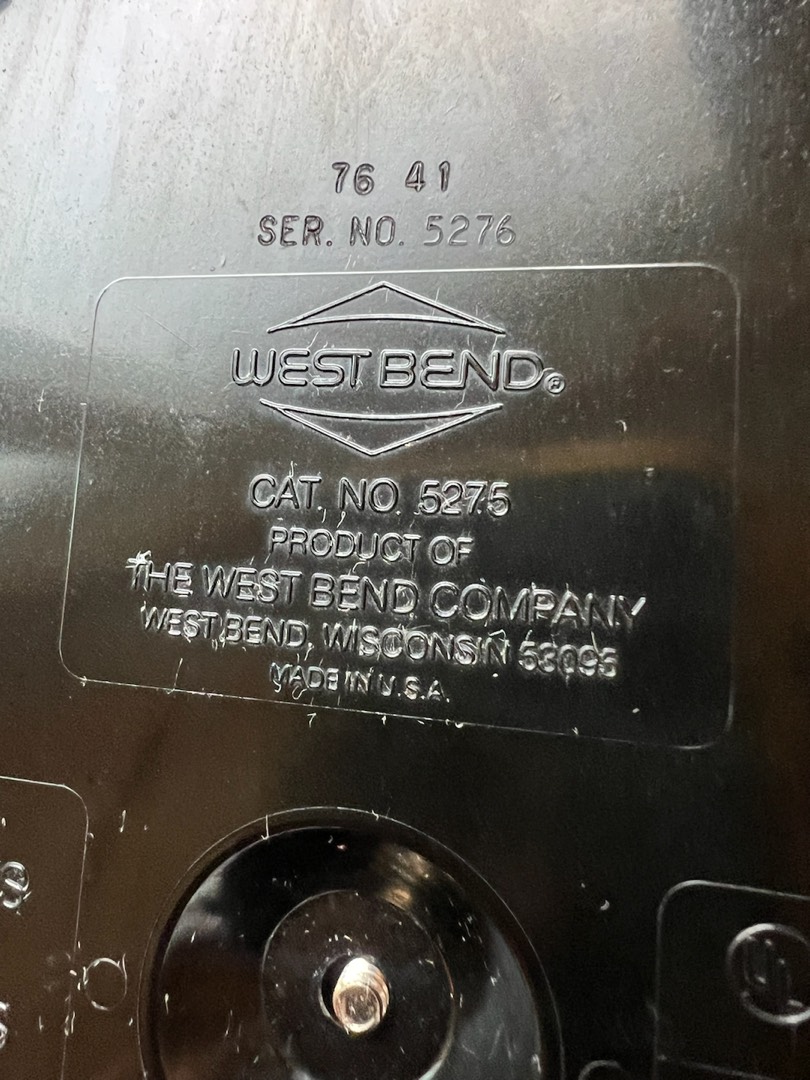 76 41
SER. NO. 5276
WEST BEND®
CAT. NO. 5275
PRODUCT OF
THE WEST BEND COMPANY
WEST BEND, WISCONSIN 53095
MADE IN U.S.A.
UL